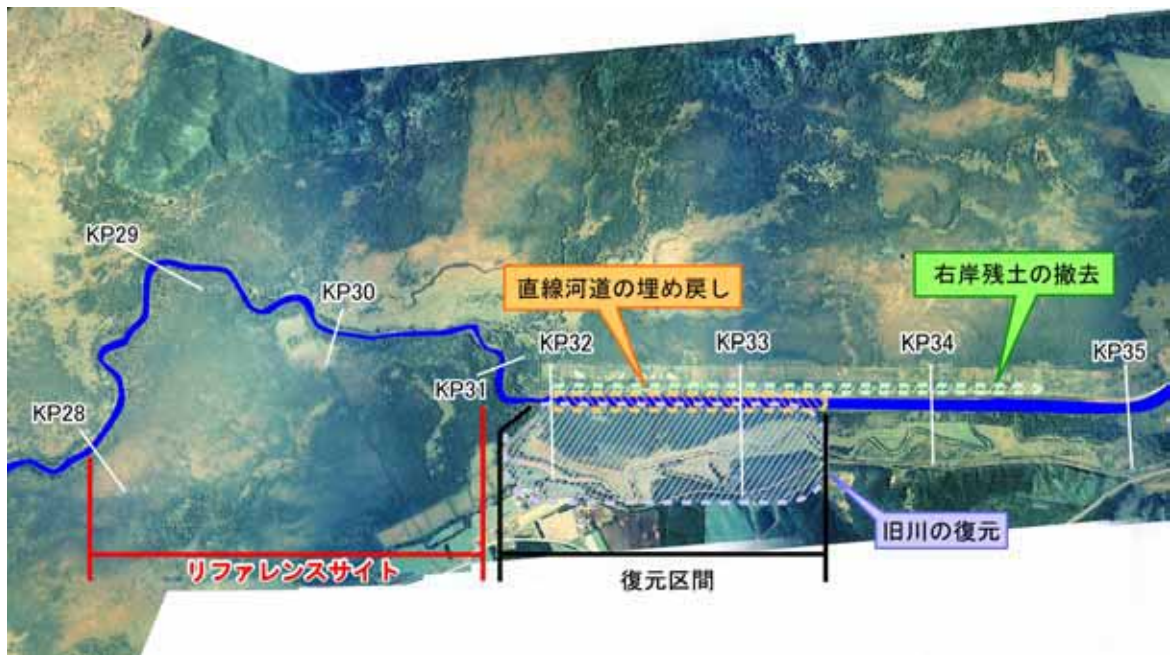 KP29
KP30
直線河道の埋め戻し
右岸残土の撤去
KP32
KP33
KP34
KP35
KP31
KP28
旧川の復元
リファレンスサイト
復元区間